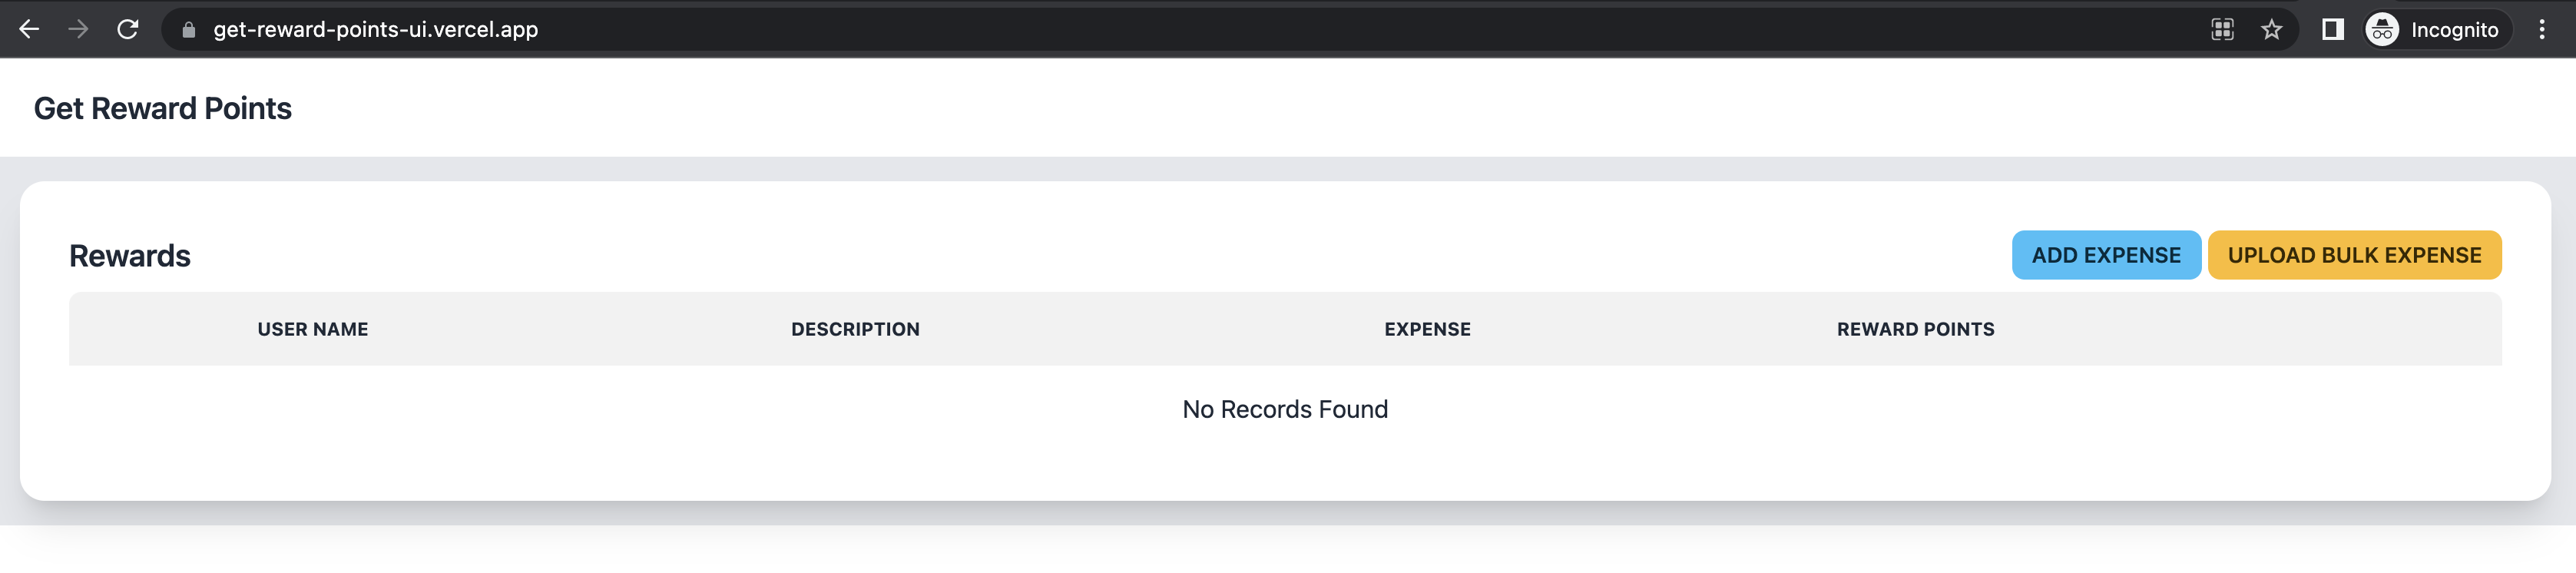 get-reward-points-ui.vercel.app
Incognito
Get Reward Points
Rewards
ADD EXPENSE
UPLOAD BULK EXPENSE
USER NAME DESCRIPTION EXPENSE REWARD POINTS
No Records Found